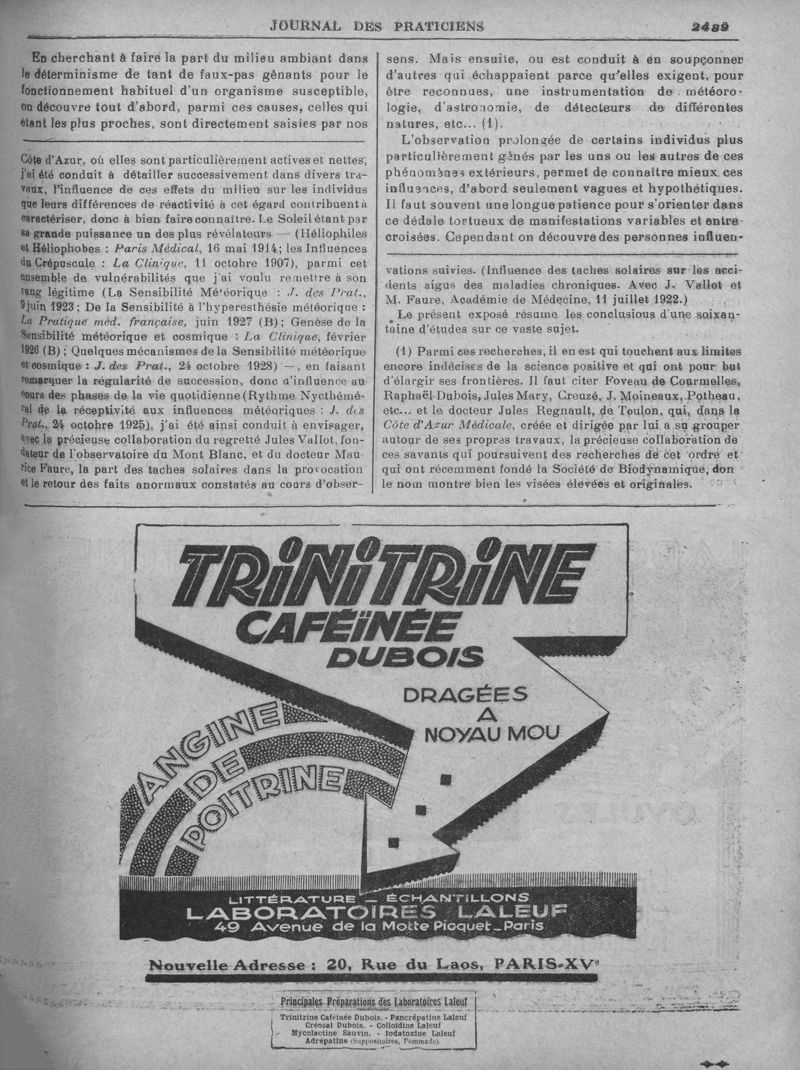 JOURNAL DES PRATICIENS 2489
En cherchant à faire la part du milieu ambiant dans
le déterminisme de tant de faux-pas gênants pour le
fonctionnement habituel d'un organisme susceptible,
on découvre tout d'abord, parmi ces causes, celles qui
étant les plus proches, sont directement saisies par nos
Côte d'Azur, où elles sont particulièrement actives et nettes,
j'ai été conduit à détailler successivement dans divers tra-
vaux, l'influence de ces effets du milieu sur les individus
que leurs différences de réactivité à cet égard contribuent à
caractériser, donc à bien faire connaître. Le Soleil étant par
sa grande puissance un des plus révélateurs — (Héliophiles
et Héliophobes : Paris Médical, 16 mai 1914; les Influences
du Crépuscule : La Clinique, 11 octobre 1907), parmi cet
ensemble de vulnérabilités que j'ai voulu remettre à son
rang légitime (La Sensibilité Météorique : J. des Prat.,
9 juin 1923; De la Sensibilité à l'hyperesthésie météorique :
La Pratique méd. française, juin 1927 (B); Genèse de la
Sensibilité météorique et cosmique : La Clinique, février
1926 (B); Quelques mécanismes de la Sensibilité météorique
et cosmique : J. des Prat., 24 octobre 1928) —, en faisant
remarquer la régularité de succession, donc d'influence au
cours des phases de la vie quotidienne (Rythme Nycthémé-
ral de la réceptivité aux influences météoriques : J. des
Prat., 24 octobre 1925), j'ai été ainsi conduit à envisager,
avec la précieuse collaboration du regretté Jules Vallot, fon-
dateur de l'observatoire du Mont Blanc, et du docteur Mau-
rice Faure, la part des taches solaires dans la provocation
et le retour des faits anormaux constatés au cours d'obser-
sens. Mais ensuite, ou est conduit à en soupçonner
d'autres qui échappaient parce qu'elles exigent, pour
être reconnues, une instrumentation de météoro-
logie, d'astronomie, de détecteurs de différentes
natures, etc... (1).
L'observation prolongée de certains individus plus
particulièrement gênés par les uns ou les autres de ces
phénomènes extérieurs, permet de connaître mieux ces
influences, d'abord seulement vagues et hypothétiques.
Il faut souvent une longue patience pour s'orienter dans
ce dédale tortueux de manifestations variables et entre-
croisées. Cependant on découvre des personnes influen-
vations suivies. (Influence des taches solaires sur les acci-
dents aigus des maladies chroniques. Avec J. Vallot et
M. Faure, Académie de Médecine, 11 juillet 1922.)
Le présent exposé résume les conclusions d'une soixan-
taine d'études sur ce vaste sujet.
(1) Parmi ces recherches, il en est qui touchent aux limites
encore indécises de la science positive et qui ont pour but
d'élargir ses frontières. Il faut citer Foveau de Courmelles,
Raphaël Dubois, Jules Mary, Creuzé, J. Moineaux, Potheau,
etc... et le docteur Jules Regnault, de Toulon, qui, dans la
Côte d'Azur Médicale, créée et dirigée par lui a su grouper
autour de ses propres travaux, la précieuse collaboration de
ces savants qui poursuivent des recherches de cet ordre et
qui ont récemment fondé la Société de Biodynamique, don
le nom montre bien les visées élevées et originales.
TRINITRINE
CAFÉÏNÉE
DUBOIS
DRAGÉES
A
NOYAU MOU
ANGINE
DE
POITRINE
LITTÉRATURE _ ÉCHANTILLONS
LABORATOIRES LALEUF
49 Avenue de la Motte Picquet_Paris
Nouvelle Adresse : 20, Rue du Laos, PARIS-XVe
Principales Préparations des Laboratoires Laleuf
Trinitrine Caféinée Dubois. - Pancrépatine Laleuf
Créosal Dubois. - Colloidine Laleuf
Mycolactine Sauvin. - Iodatoxine Laleuf
Adrépatine (Suppositoires, Pommade).